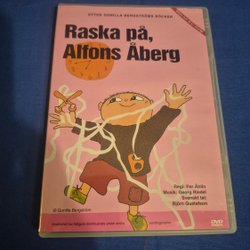 EFTER GUNILLA BERGSTRÖMS BÖCKER
Raska på,
Alfons Åberg
Regi: Per Åhlin
Musik: Georg Riedel
Svenskt tal:
Björn Gustafson
© Gunilla Bergström
DVD